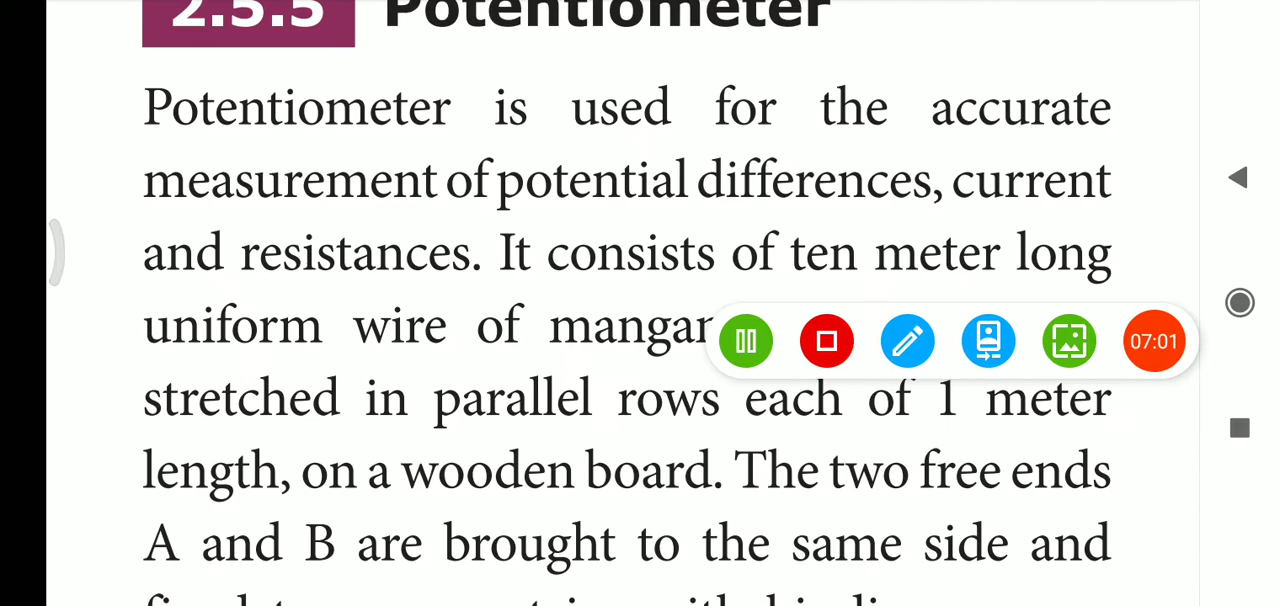 2.5.5 Potentiometer
Potentiometer is used for the accurate
measurement of potential differences, current
and resistances. It consists of ten meter long
uniform wire of
07:01
stretched in parallel rows each of 1 meter
length, on a wooden board. The two free ends
A and B are brought to the same side and